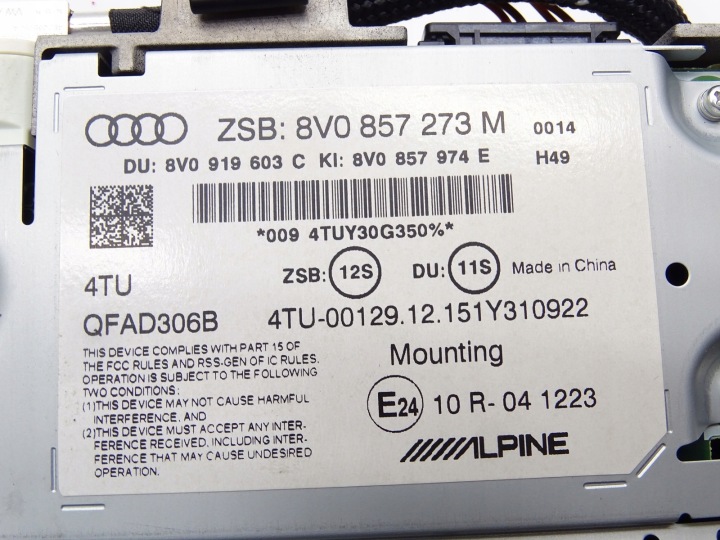 ZSB: 8V0 857 273 M 0014
DU: 8V0 919 603 C KI: 8V0 857 974 E H49
*009 4TUY30G350%*
4TU ZSB: 12S DU: 11S Made in China
QFAD306B 4TU-00129.12.151Y310922
THIS DEVICE COMPLIES WITH PART 15 OF
THE FCC RULES AND RSS-GEN OF IC RULES.
OPERATION IS SUBJECT TO THE FOLLOWING
TWO CONDITIONS:
(1)THIS DEVICE MAY NOT CAUSE HARMFUL
INTERFERENCE, AND
(2)THIS DEVICE MUST ACCEPT ANY INTER-
FERENCE RECEIVED, INCLUDING INTER-
FERENCE THAT MAY CAUSE UNDESIRED
OPERATION.
Mounting
E24 10 R- 04 1223
ALPINE